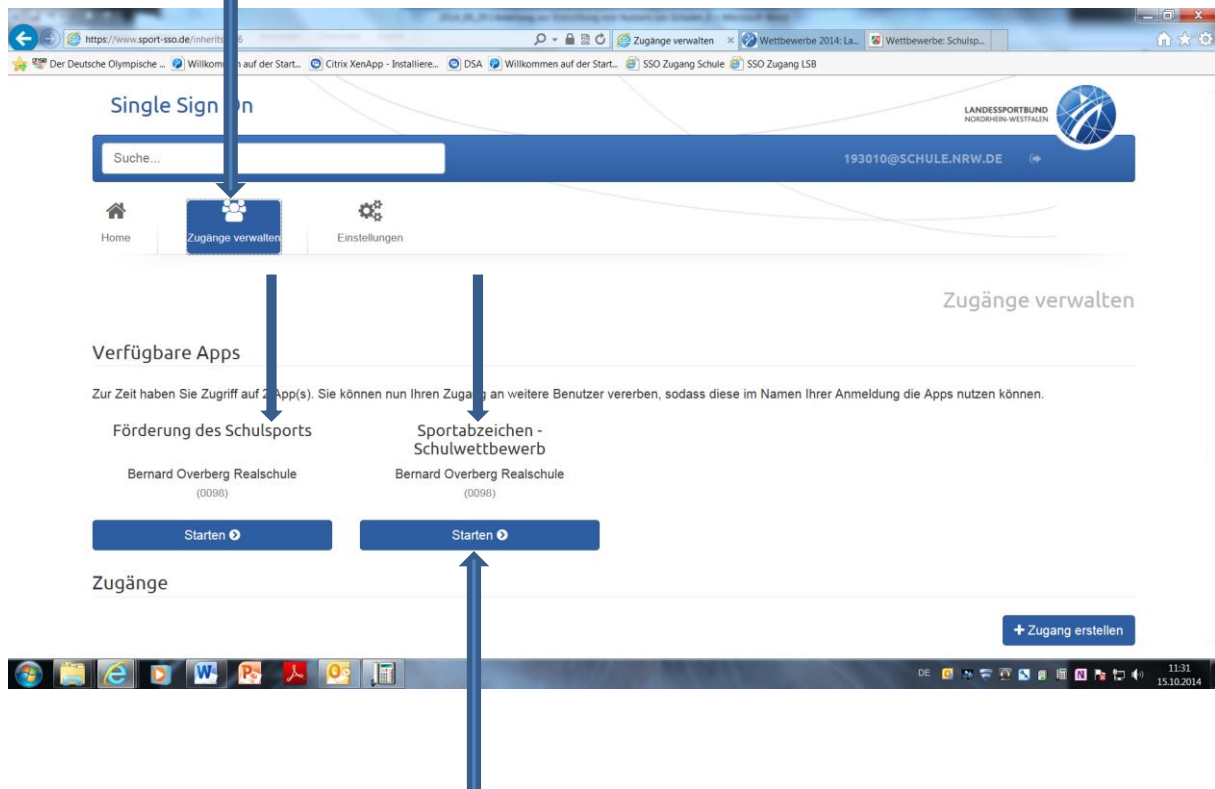 https://www.sport-sso.de/inherits 6
Zugänge verwalten
Wettbewerbe 2014: La...
Wettbewerbe: Schulsp...
Der Deutsche Olympische ...
Willkommen auf der Start...
Citrix XenApp - Installiere...
DSA
Willkommen auf der Start...
SSO Zugang Schule
SSO Zugang LSB
Single Sign On
LANDESSPORTBUND
NORDRHEIN-WESTFALEN
Suche...
193010@SCHULE.NRW.DE
Home
Zugänge verwalten
Einstellungen
Zugänge verwalten
Verfügbare Apps
Zur Zeit haben Sie Zugriff auf 2 App(s). Sie können nun Ihren Zugang an weitere Benutzer vererben, sodass diese im Namen Ihrer Anmeldung die Apps nutzen können.
Förderung des Schulsports
Bernard Overberg Realschule
(0098)
Starten
Sportabzeichen -
Schulwettbewerb
Bernard Overberg Realschule
(0098)
Starten
Zugänge
+ Zugang erstellen
DE
11:31
15.10.2014